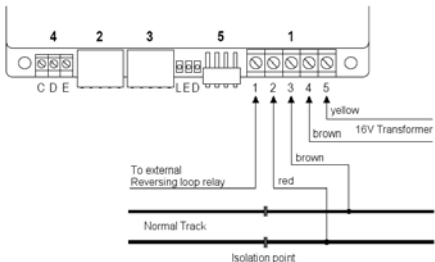 4 2 3 5 1
C D E LED 1 2 3 4 5
yellow
16V Transformer
brown
brown
To external
Reversing loop relay
red
Normal Track
Isolation point